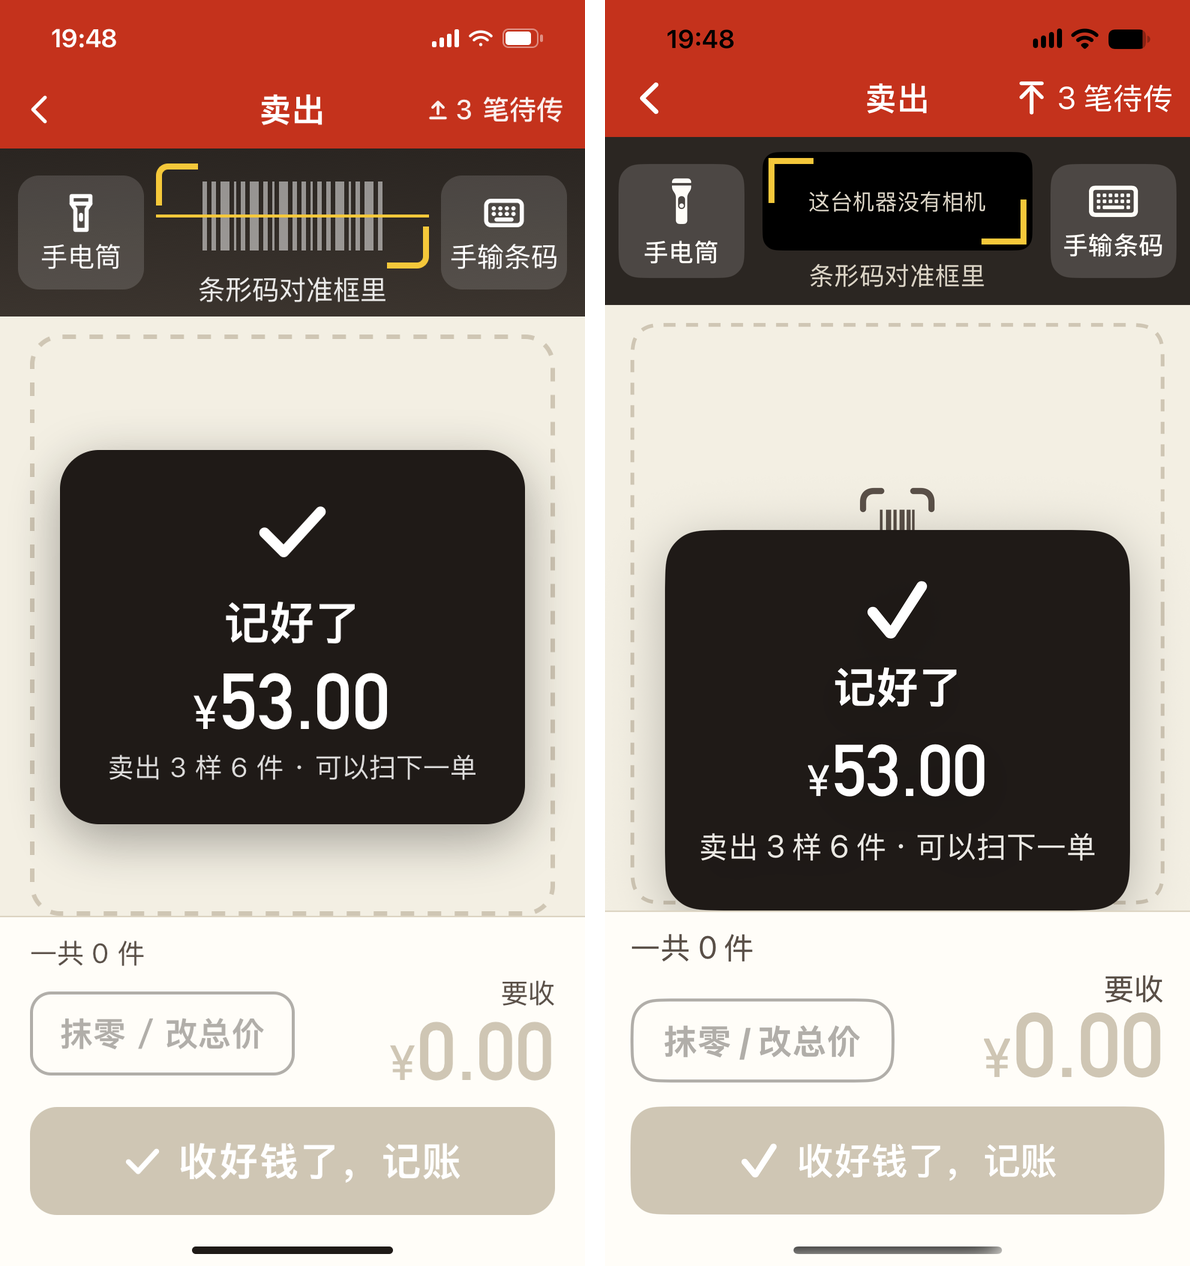 19:48
卖出
3 笔待传
手电筒
条形码对准框里
手输条码
记好了
¥53.00
卖出 3 样 6 件 · 可以扫下一单
一共 0 件
要收
抹零 / 改总价
¥0.00
收好钱了，记账
19:48
卖出
3 笔待传
手电筒
这台机器没有相机
条形码对准框里
手输条码
记好了
¥53.00
卖出 3 样 6 件 · 可以扫下一单
一共 0 件
要收
抹零 / 改总价
¥0.00
收好钱了，记账